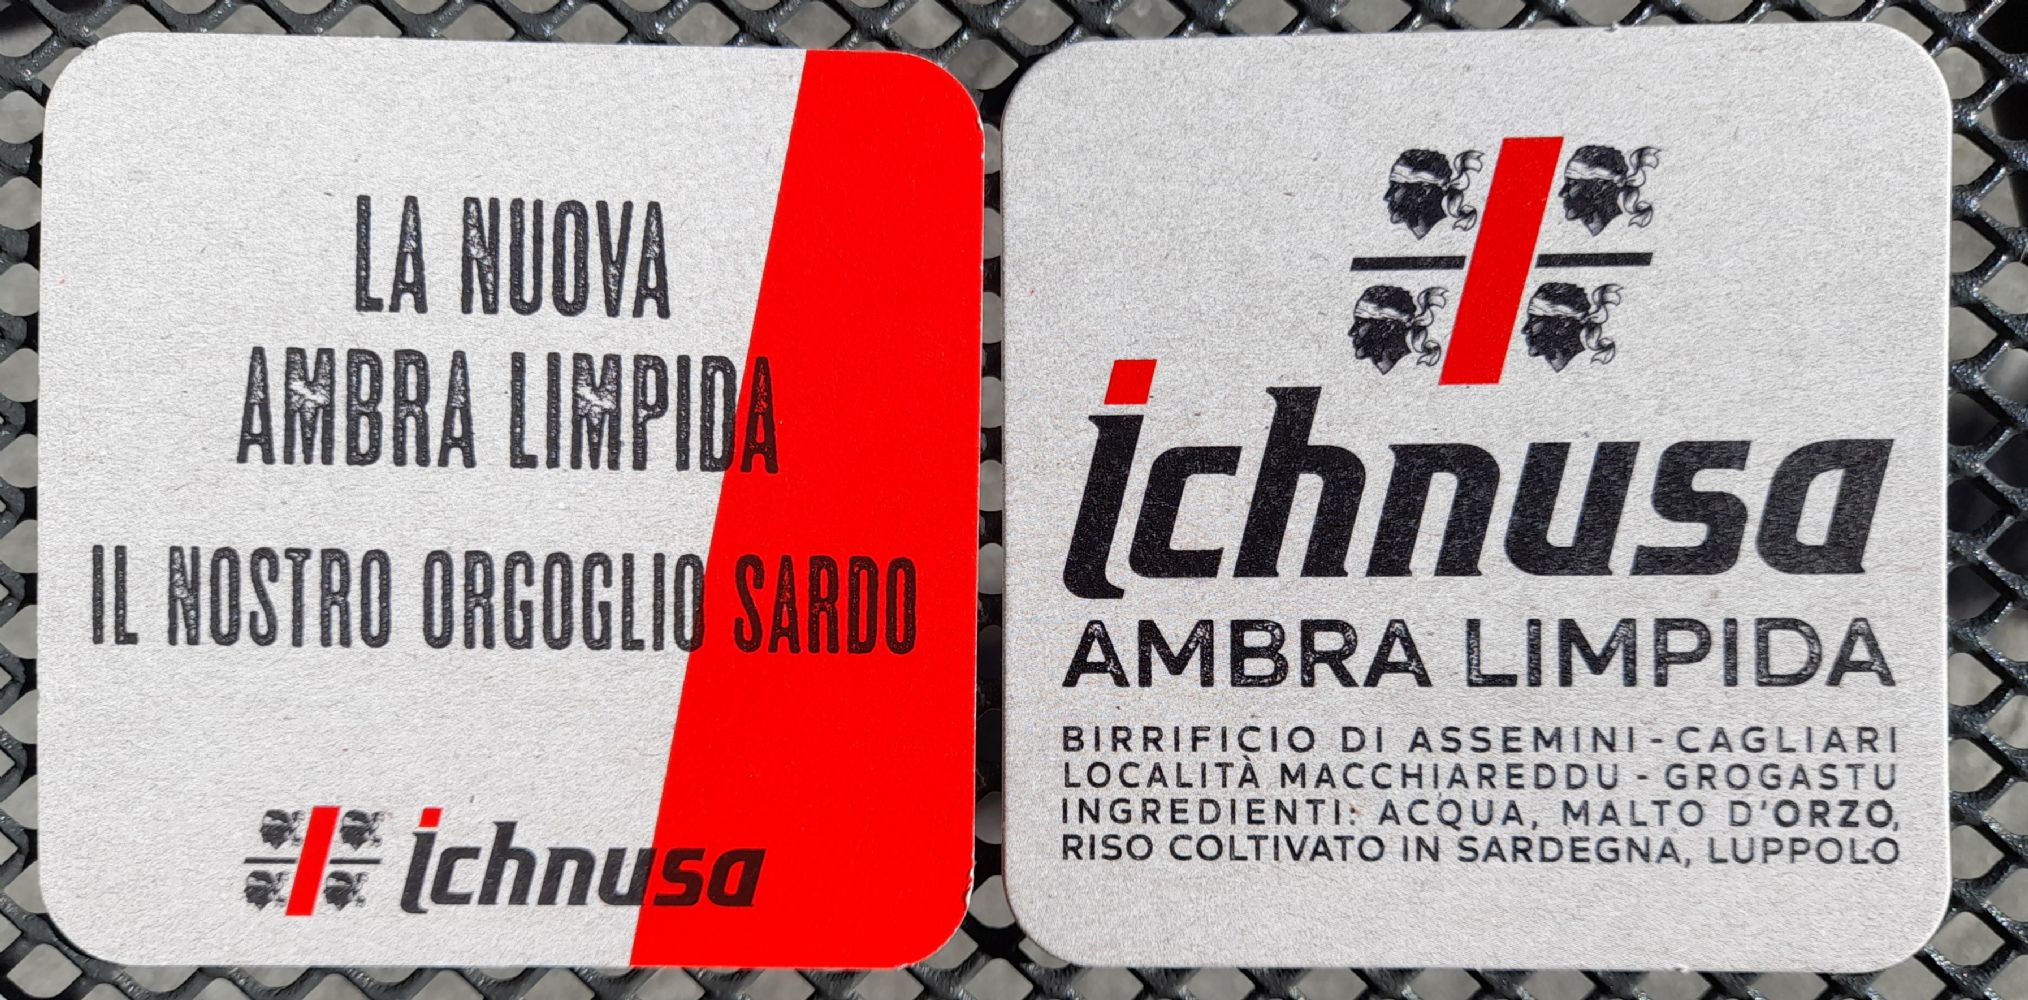 LA NUOVA
AMBRA LIMPIDA
IL NOSTRO ORGOGLIO SARDO
ichnusa
ichnusa
AMBRA LIMPIDA
BIRRIFICIO DI ASSEMINI-CAGLIARI
LOCALITÀ MACCHIAREDDU - GROGASTU
INGREDIENTI: ACQUA, MALTO D'ORZO,
RISO COLTIVATO IN SARDEGNA, LUPPOLO